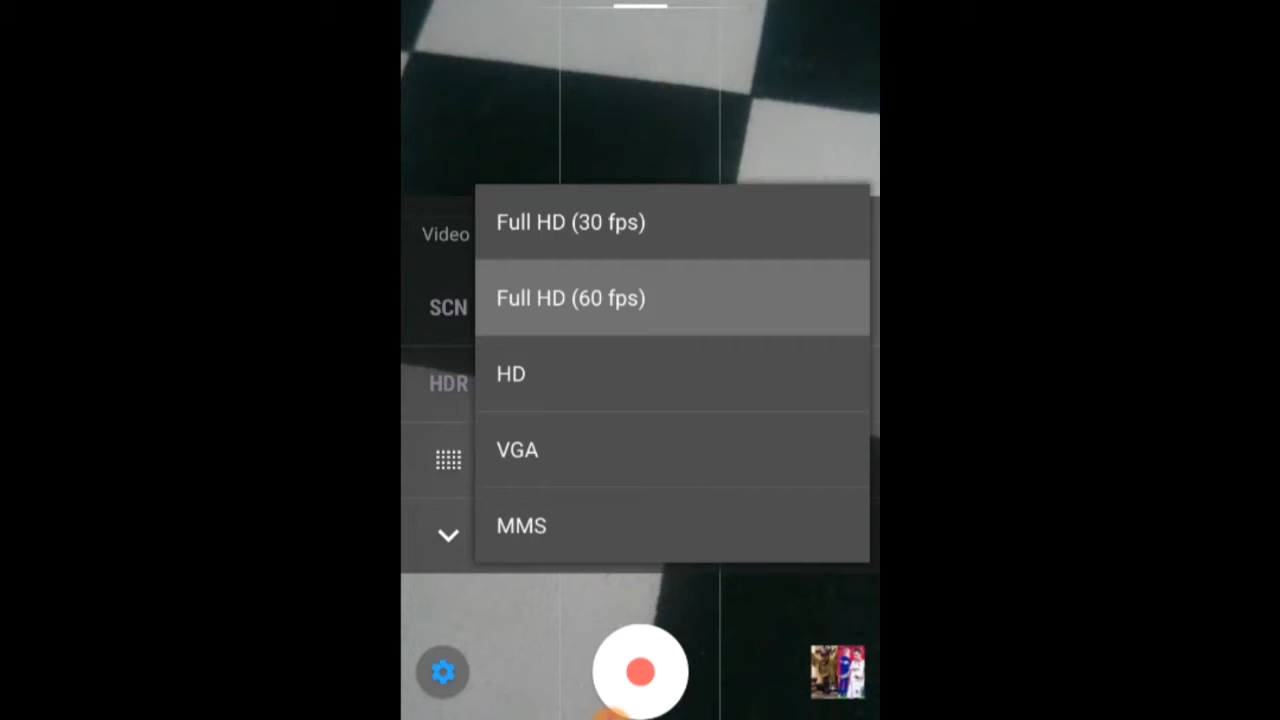 Full HD (30 fps)
Video
Full HD (60 fps)
SCN
HD
HDR
VGA
MMS